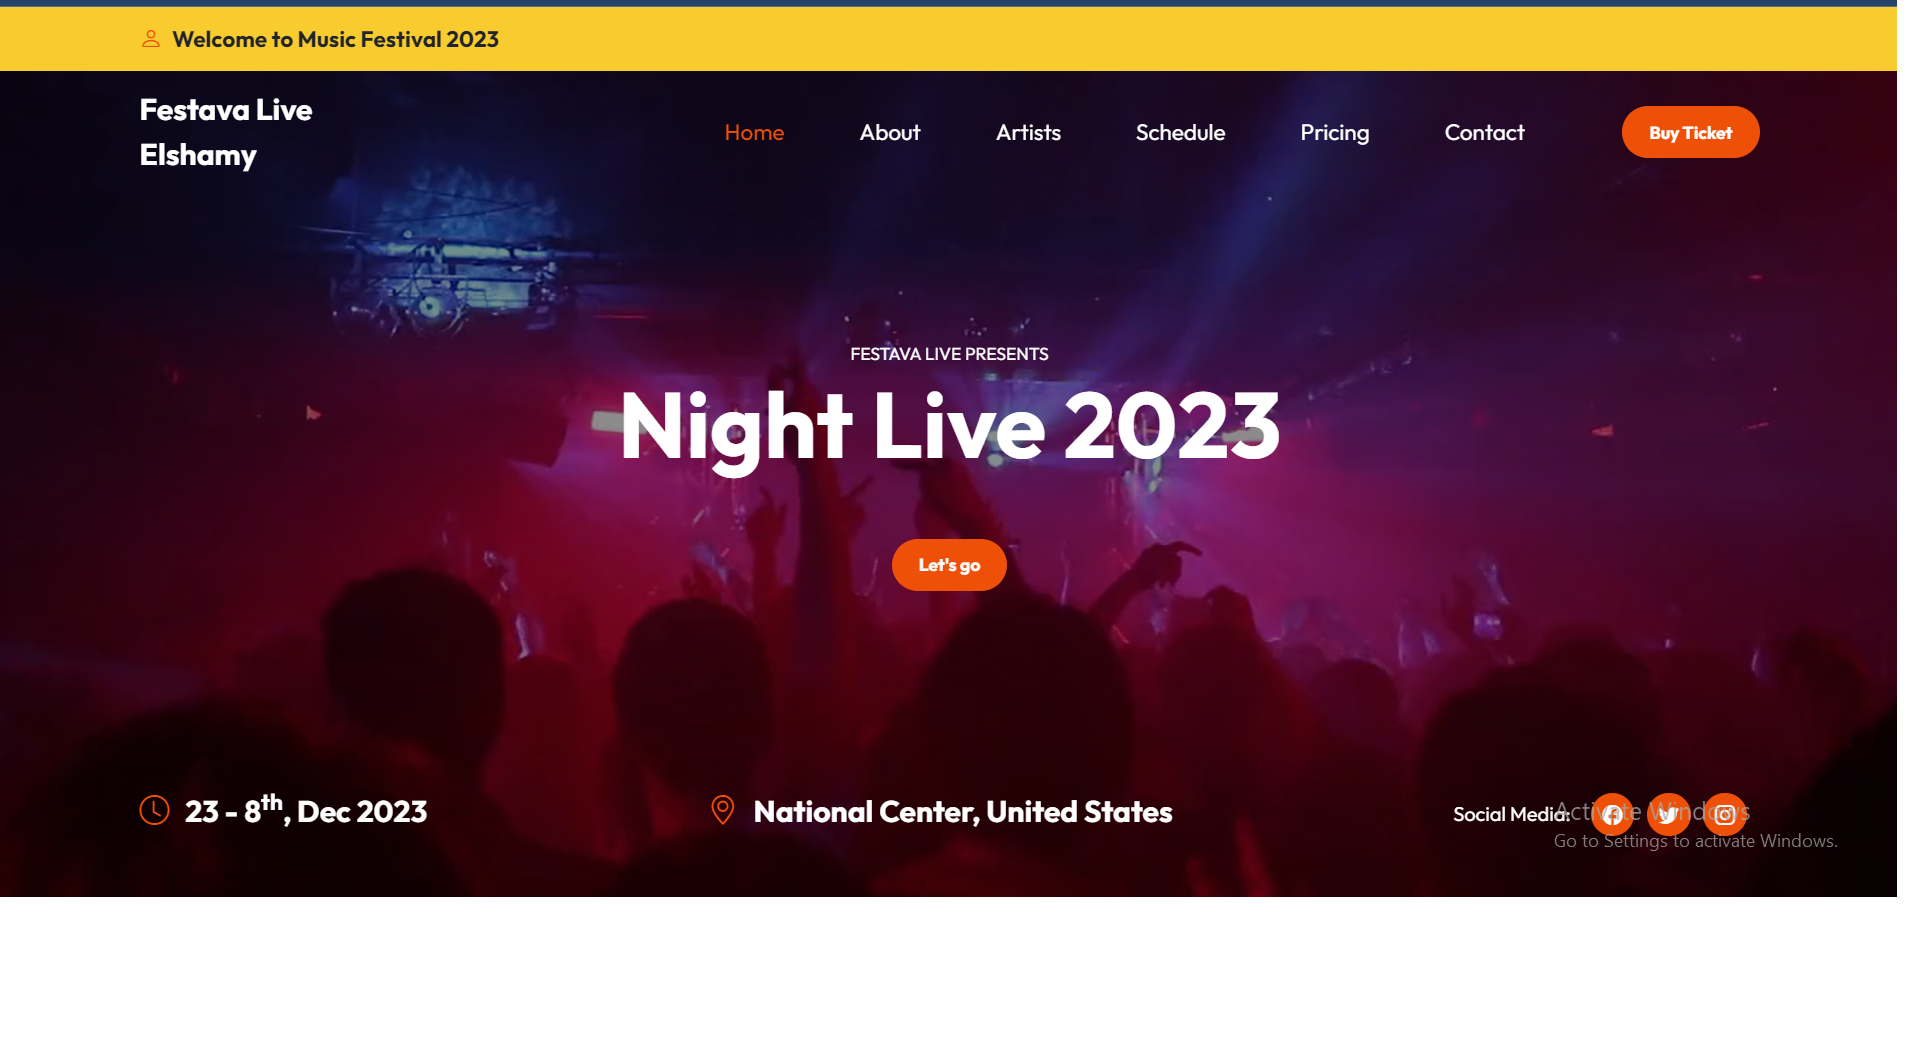 Welcome to Music Festival 2023
Festava Live
Elshamy
Home About Artists Schedule Pricing Contact Buy Ticket
FESTAVA LIVE PRESENTS
Night Live 2023
Let's go
23 - 8th, Dec 2023
National Center, United States
Social Media:
Activate Windows
Go to Settings to activate Windows.